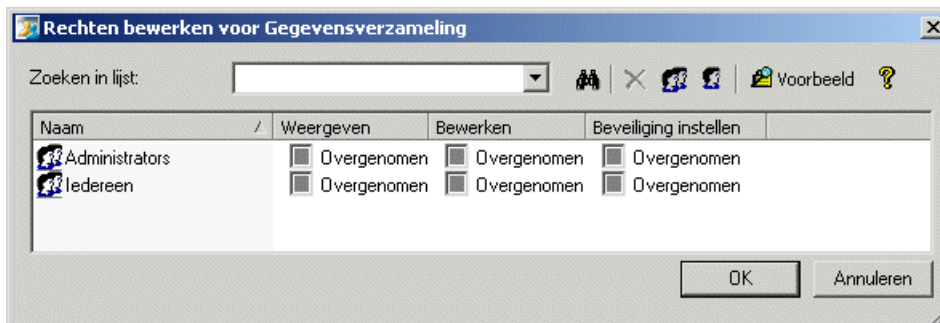 Rechten bewerken voor Gegevensverzameling
Zoeken in lijst:
Voorbeeld
Naam Weergeven Bewerken Beveiliging instellen
Administrators Overgenomen Overgenomen Overgenomen
Iedereen Overgenomen Overgenomen Overgenomen
OK Annuleren